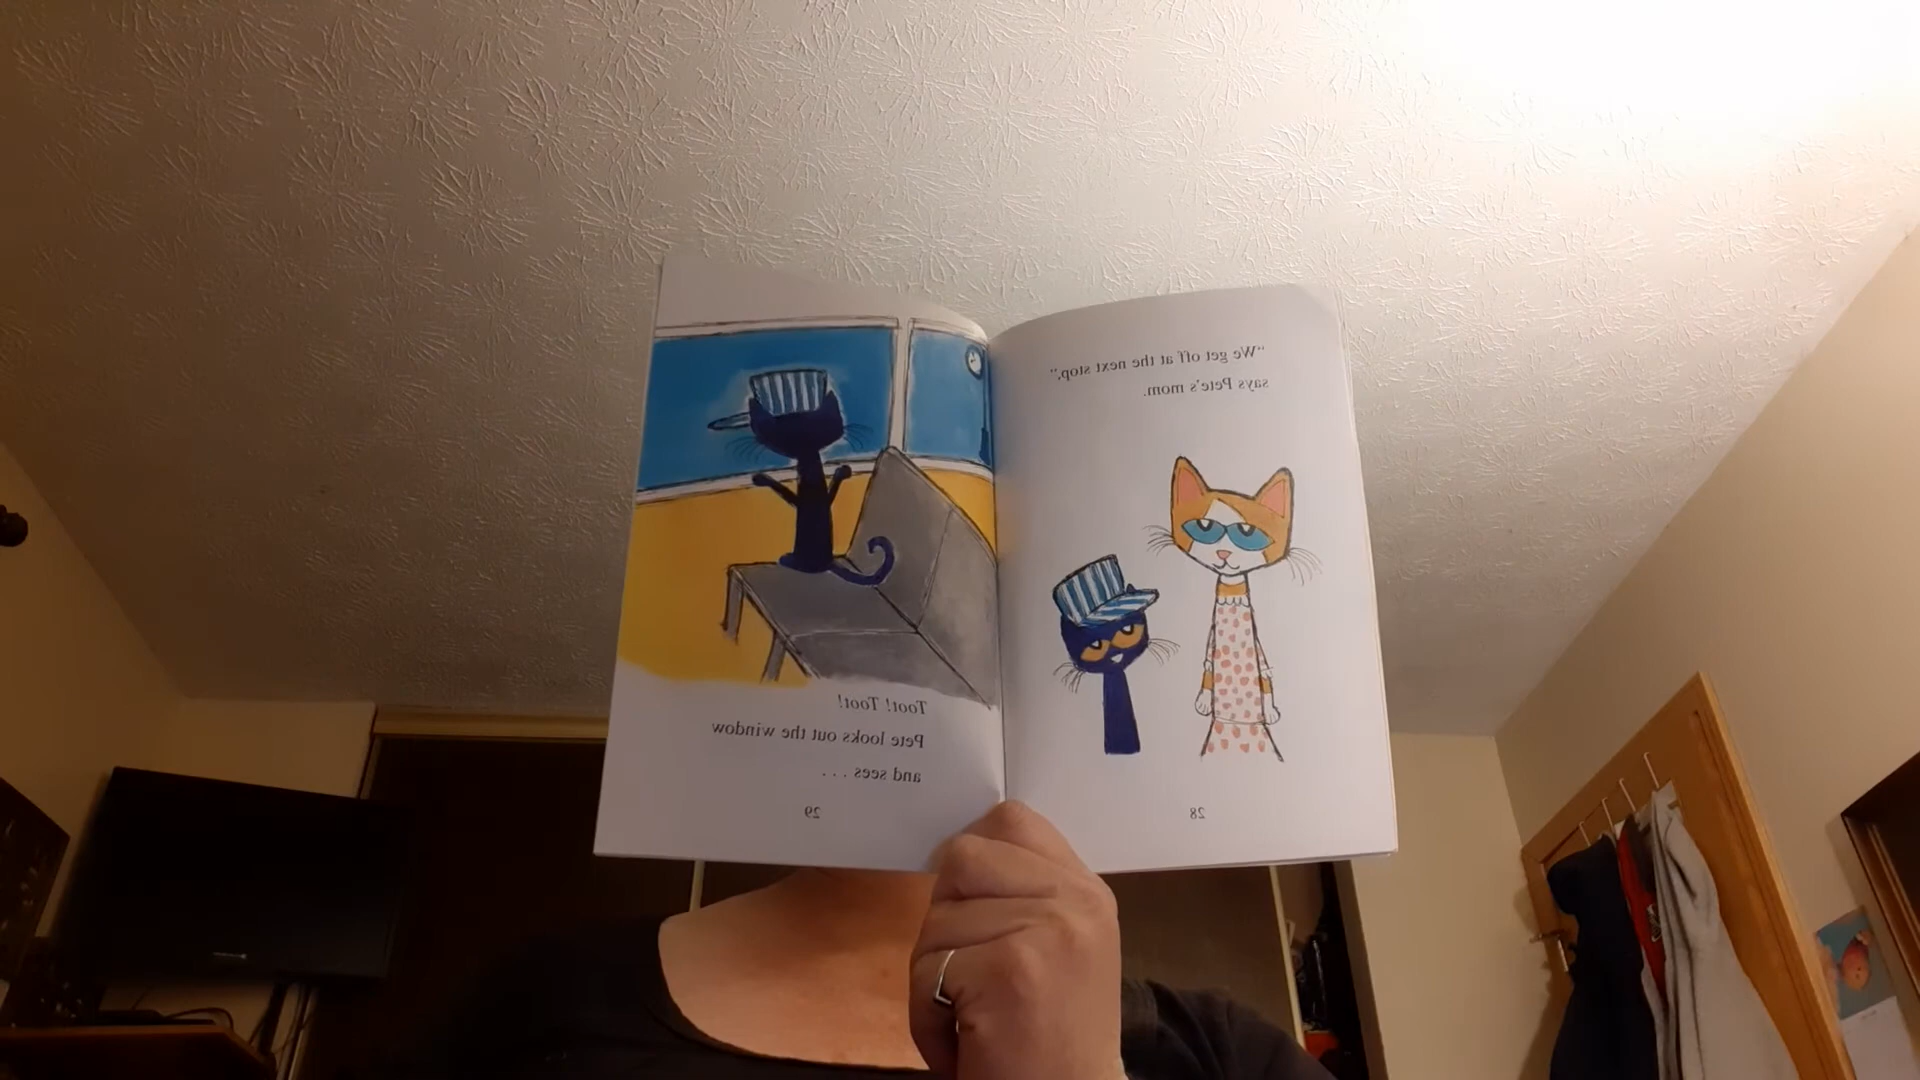 “We get off at the next stop,”
says Pete’s mom.
28
Toot! Toot!
Pete looks out the window
and sees . . .
29